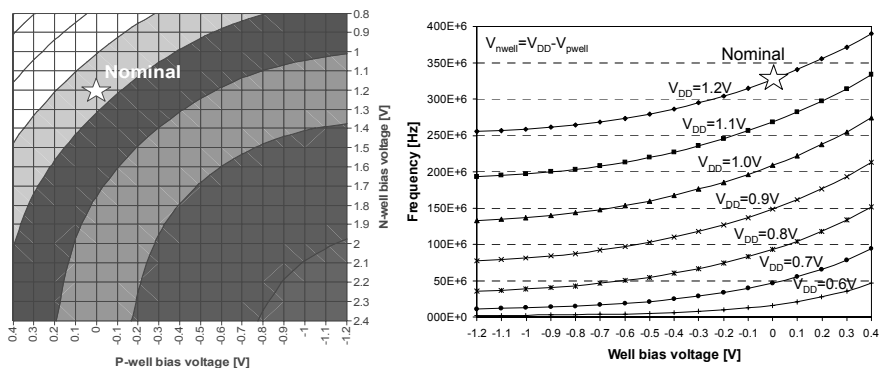 0.8
0.9
1
1.1
1.2
1.3
1.4
1.5
1.6
1.7
1.8
1.9
2
2.1
2.2
2.3
2.4
N-well bias voltage [V]
Nominal
0.4
0.3
0.2
0.1
0
-0.1
-0.2
-0.3
-0.4
-0.5
-0.6
-0.7
-0.8
-0.9
-1
-1.1
-1.2
P-well bias voltage [V]
Frequency [Hz]
400E+6
350E+6
300E+6
250E+6
200E+6
150E+6
100E+6
50E+6
000E+0
Vnwell=VDD-Vpwell
Nominal
VDD=1.2V
VDD=1.1V
VDD=1.0V
VDD=0.9V
VDD=0.8V
VDD=0.7V
VDD=0.6V
-1.2 -1.1 -1 -0.9 -0.8 -0.7 -0.6 -0.5 -0.4 -0.3 -0.2 -0.1 0 0.1 0.2 0.3 0.4
Well bias voltage [V]